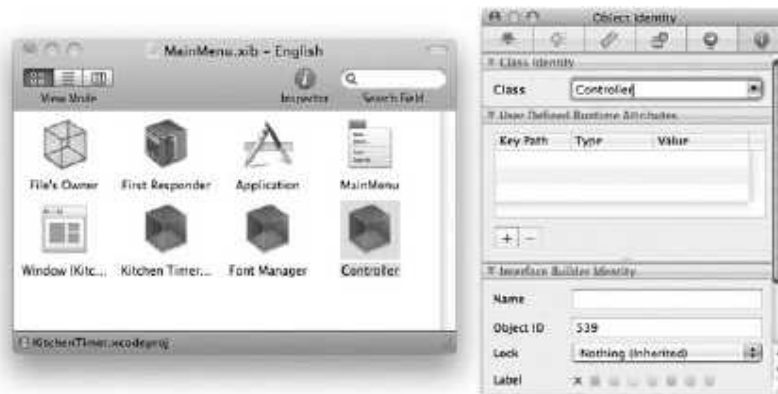 MainMenu.xib - English
View Mode
Inspector
Search Field
File's Owner
First Responder
Application
MainMenu
Window (Kitc...
Kitchen Timer...
Font Manager
Controller
KitchenTimer.xcodeproj
Object Identity
Class Identity
Class
Controller
User Defined Runtime Attributes
Key Path
Type
Value
Interface Builder Identity
Name
Object ID
539
Lock
Nothing (Inherited)
Label